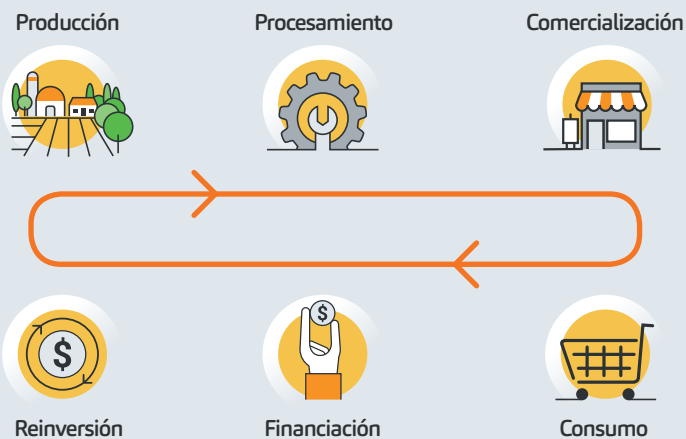 Producción
Procesamiento
Comercialización
$
$
Reinversión
Financiación
Consumo